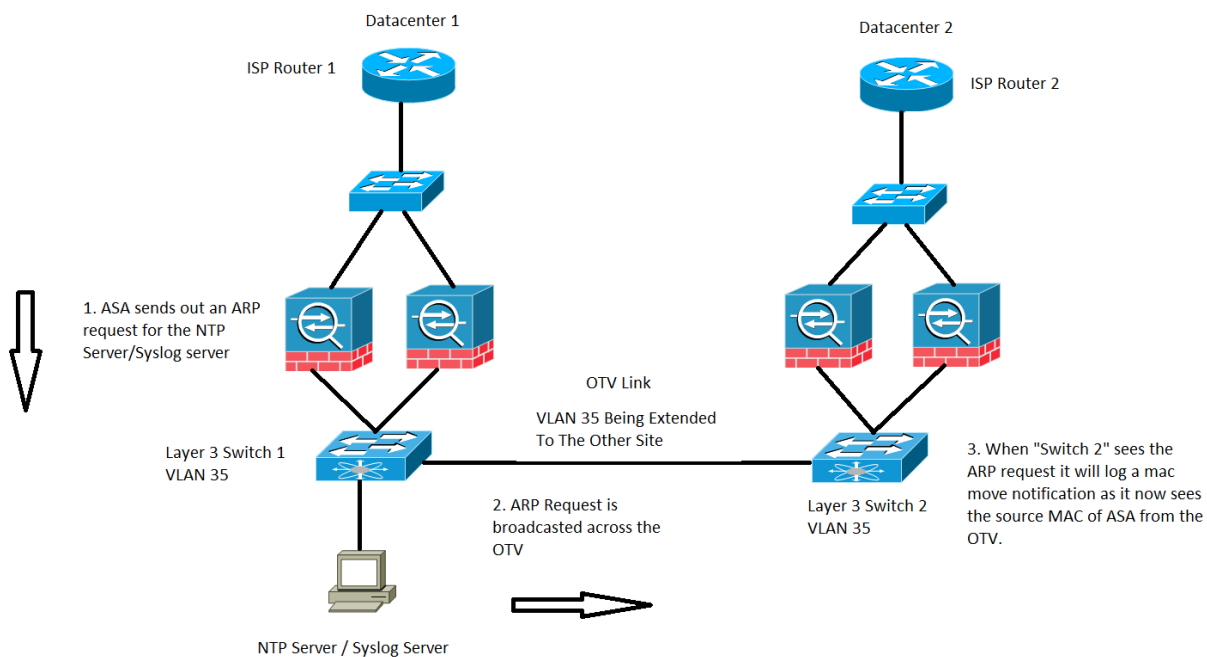 Datacenter 1
Datacenter 2
ISP Router 1
ISP Router 2
1. ASA sends out an ARP
request for the NTP
Server/Syslog server
OTV Link
VLAN 35 Being Extended
To The Other Site
Layer 3 Switch 1
VLAN 35
2. ARP Request is
broadcasted across the
OTV
Layer 3 Switch 2
VLAN 35
3. When "Switch 2" sees the
ARP request it will log a mac
move notification as it now sees
the source MAC of ASA from the
OTV.
NTP Server / Syslog Server